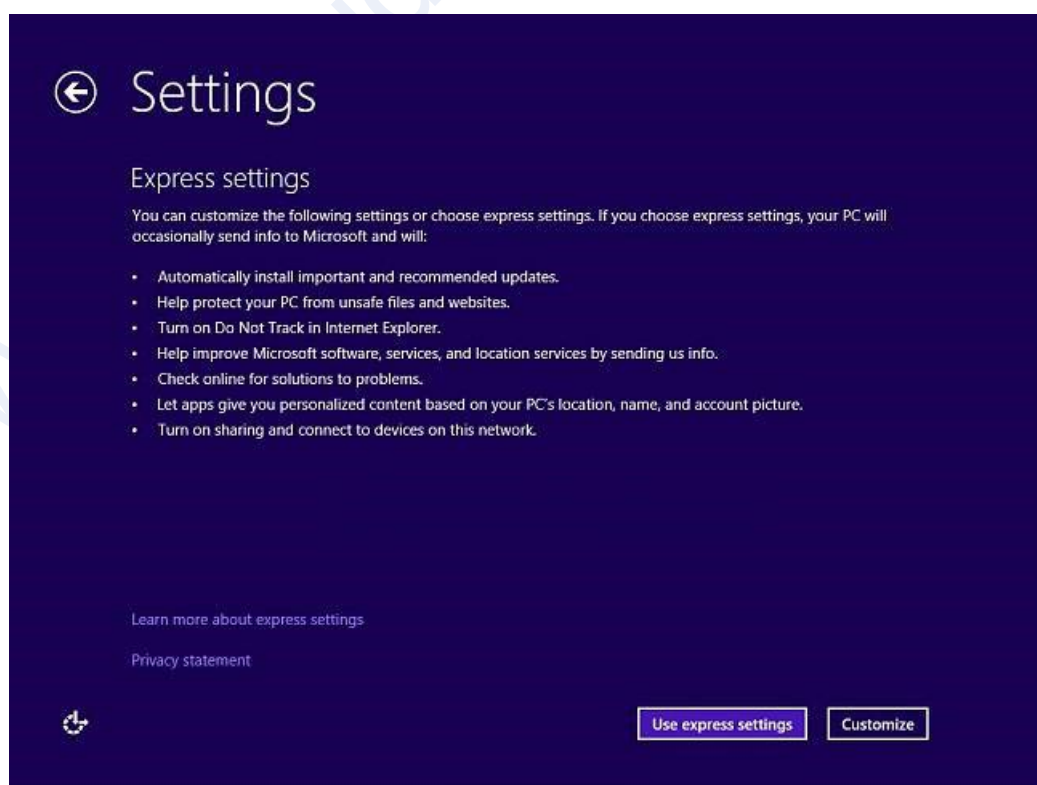 Settings
Express settings
You can customize the following settings or choose express settings. If you choose express settings, your PC will
occasionally send info to Microsoft and will:
• Automatically install important and recommended updates.
• Help protect your PC from unsafe files and websites.
• Turn on Do Not Track in Internet Explorer.
• Help improve Microsoft software, services, and location services by sending us info.
• Check online for solutions to problems.
• Let apps give you personalized content based on your PC's location, name, and account picture.
• Turn on sharing and connect to devices on this network.
Learn more about express settings
Privacy statement
Use express settings Customize